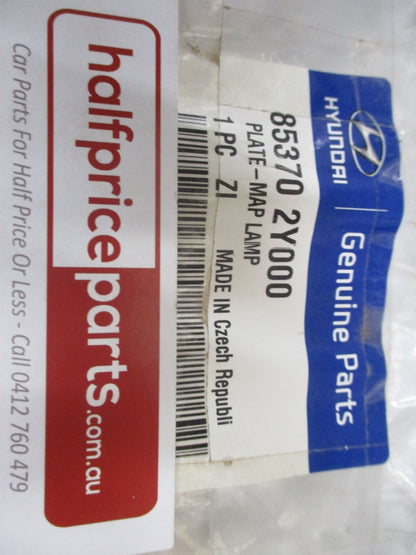 HYUNDAI
Genuine Parts
85370 2Y000
PLATE-MAP LAMP
1 PC ZI MADE IN Czech Republi
halfpriceparts.com.au
Car Parts For Half Price Or Less - Call 0412 760 479